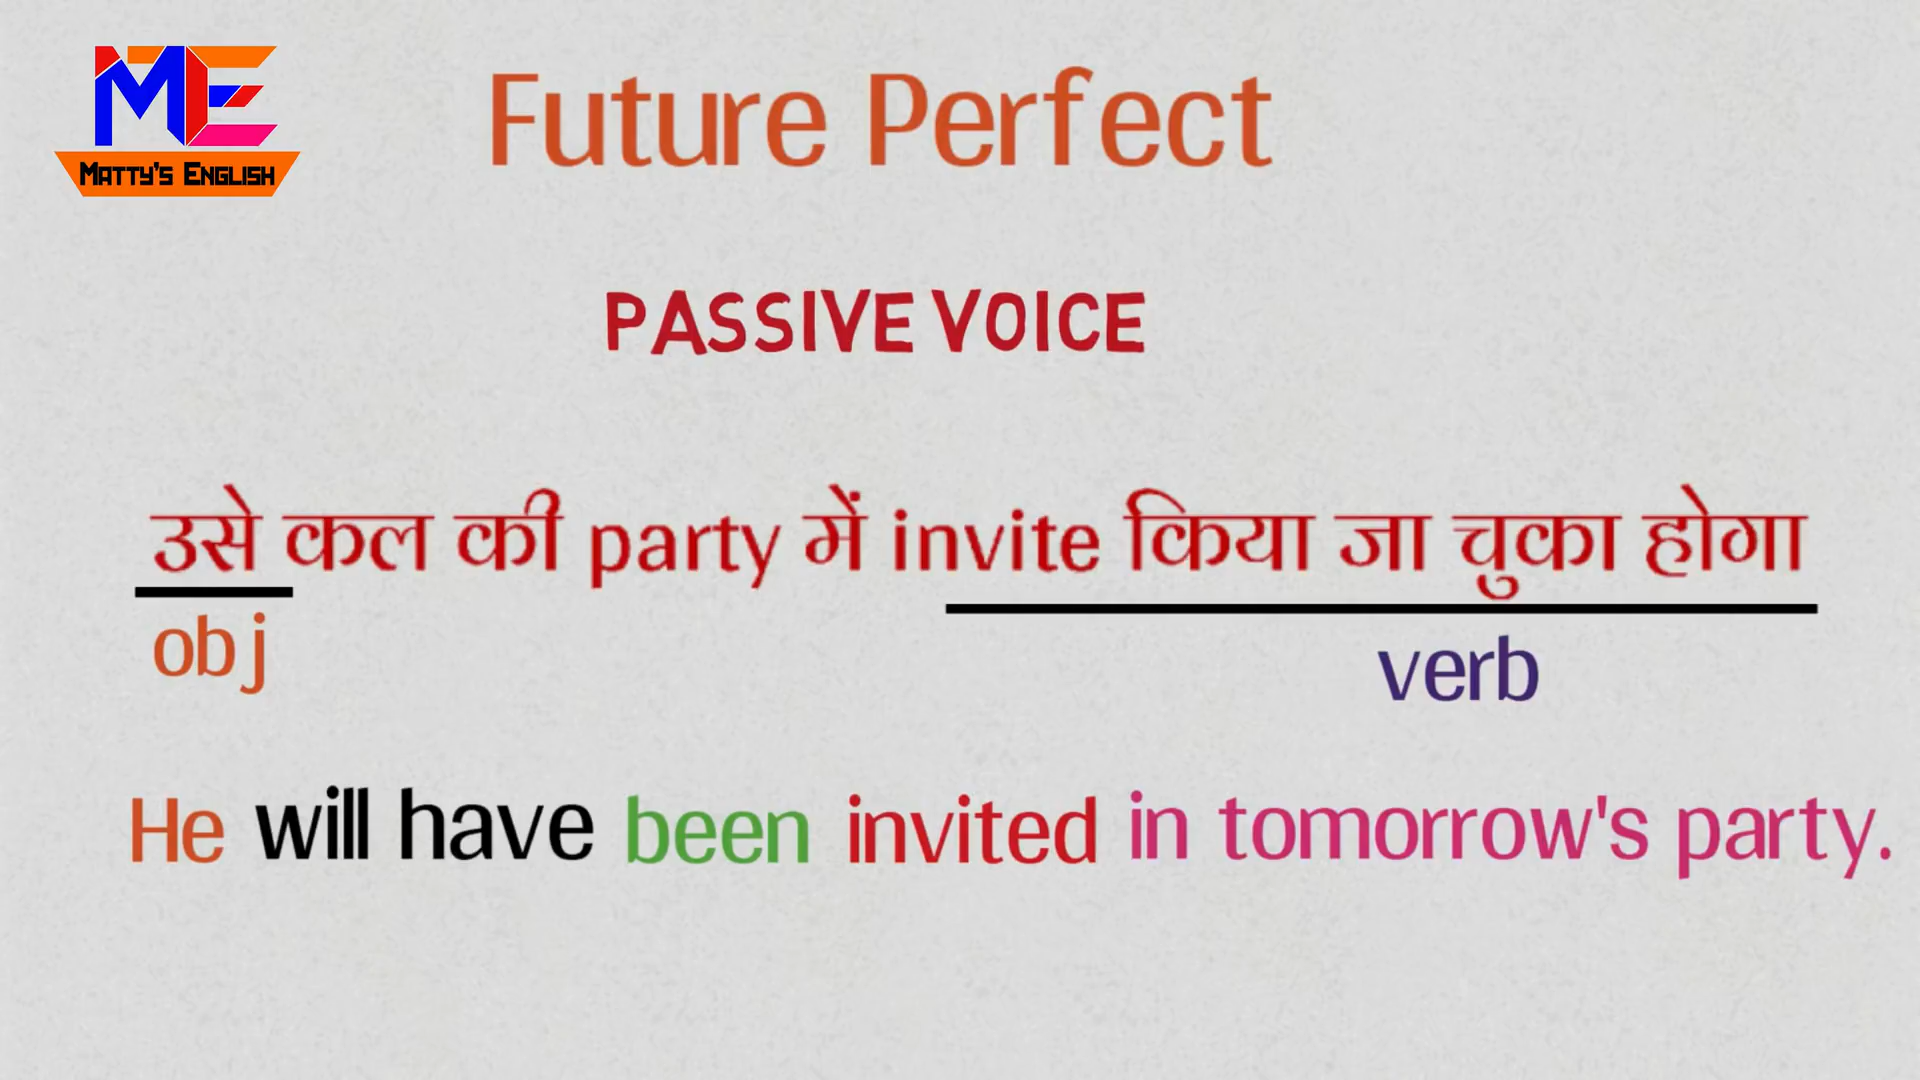 ME
MATTY'S ENGLISH
Future Perfect
PASSIVE VOICE
उसे कल की party में invite किया जा चुका होगा
obj
verb
He will have been invited in tomorrow's party.